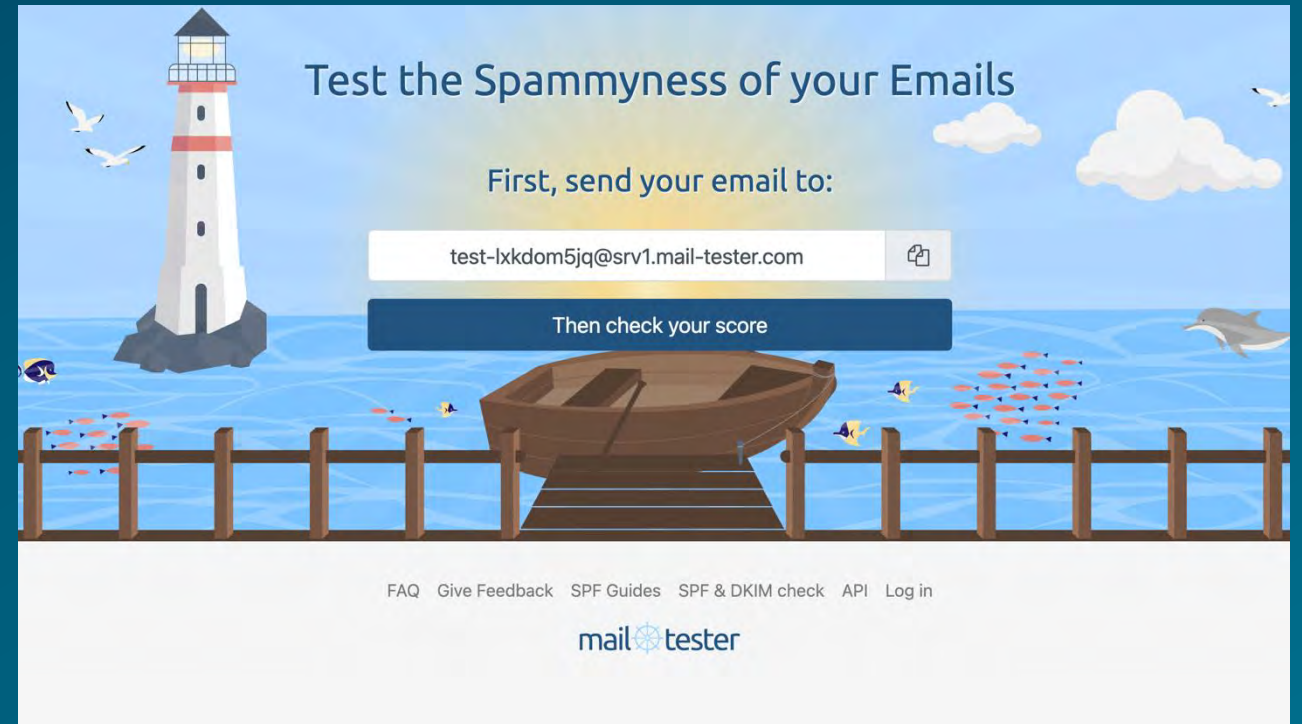 Test the Spammyness of your Emails
First, send your email to:
test-lxkdom5jq@srv1.mail-tester.com
Then check your score
FAQ Give Feedback SPF Guides SPF & DKIM check API Log in
mail tester